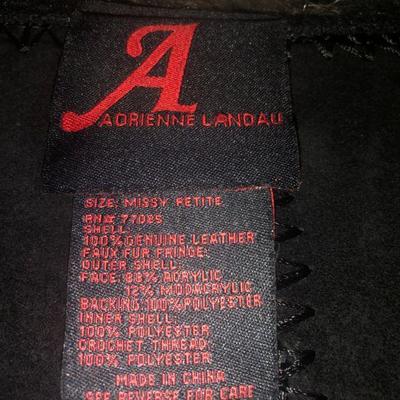 A
ADRIENNE LANDAU
SIZE: MISSY PETITE
RN# 77025
SHELL:
100% GENUINE LEATHER
FAUX FUR FRINGE:
OUTER SHELL:
FACE: 88% ACRYLIC
12% MODACRYLIC
BACKING: 100% POLYESTER
INNER SHELL:
100% POLYESTER
CROCHET THREAD:
100% POLYESTER
MADE IN CHINA
SEE REVERSE FOR CARE